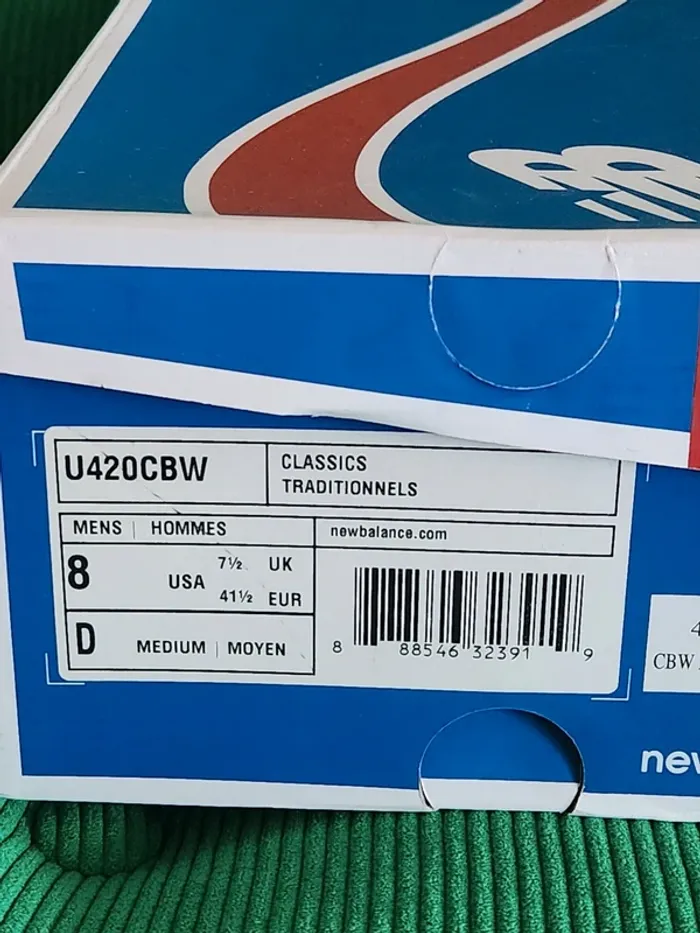 U420CBW
CLASSICS
TRADITIONNELS
MENS | HOMMES
newbalance.com
8 USA 7½ UK
41½ EUR
D MEDIUM | MOYEN
8 88546 32391 9
CBW